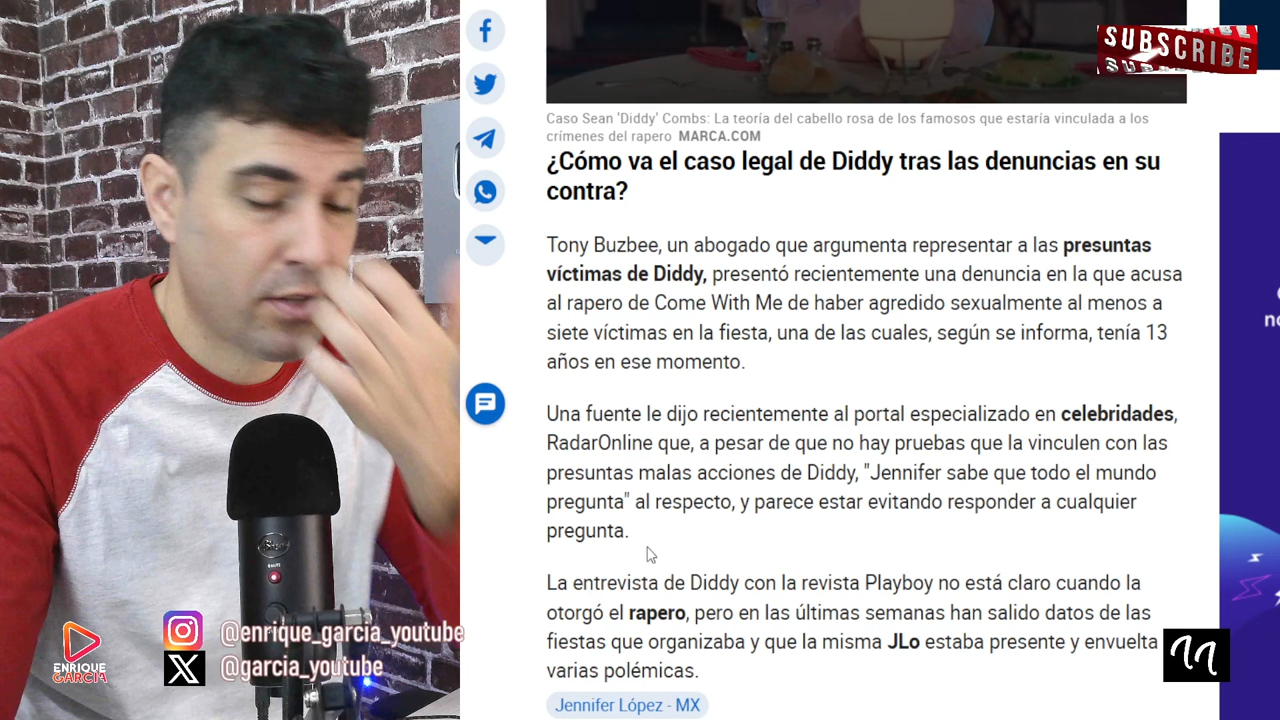 SUBSCRIBE
Caso Sean 'Diddy' Combs: La teoría del cabello rosa de los famosos que estaría vinculada a los
crímenes del rapero MARCA.COM
¿Cómo va el caso legal de Diddy tras las denuncias en su
contra?
Tony Buzbee, un abogado que argumenta representar a las presuntas
víctimas de Diddy, presentó recientemente una denuncia en la que acusa
al rapero de Come With Me de haber agredido sexualmente al menos a
siete víctimas en la fiesta, una de las cuales, según se informa, tenía 13
años en ese momento.
Una fuente le dijo recientemente al portal especializado en celebridades,
RadarOnline que, a pesar de que no hay pruebas que la vinculen con las
presuntas malas acciones de Diddy, "Jennifer sabe que todo el mundo
pregunta" al respecto, y parece estar evitando responder a cualquier
pregunta.
La entrevista de Diddy con la revista Playboy no está claro cuando la
otorgó el rapero, pero en las últimas semanas han salido datos de las
fiestas que organizaba y que la misma JLo estaba presente y envuelta
varias polémicas.
Jennifer López - MX
@enrique_garcia_youtube
@garcia_youtube
ENRIQUE
GARCIA
Blue